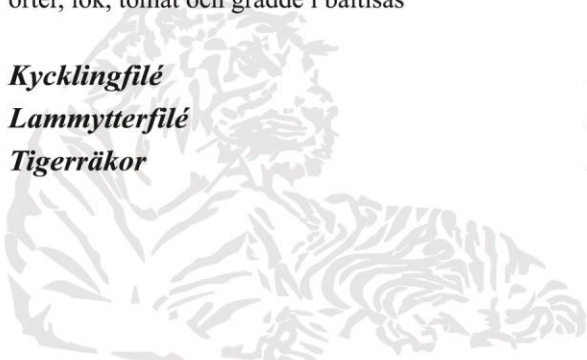 örter, lök, tomat och grädde i baltisås
Kycklingfilé
Lammytterfilé
Tigerräkor